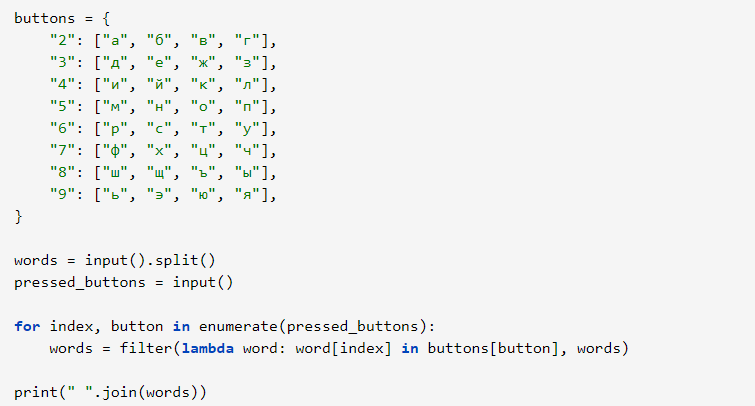 buttons = {
    "2": ["а", "б", "в", "г"],
    "3": ["д", "е", "ж", "з"],
    "4": ["и", "й", "к", "л"],
    "5": ["м", "н", "о", "п"],
    "6": ["р", "с", "т", "у"],
    "7": ["ф", "х", "ц", "ч"],
    "8": ["ш", "щ", "ъ", "ы"],
    "9": ["ь", "э", "ю", "я"],
}

words = input().split()
pressed_buttons = input()

for index, button in enumerate(pressed_buttons):
    words = filter(lambda word: word[index] in buttons[button], words)

print(" ".join(words))